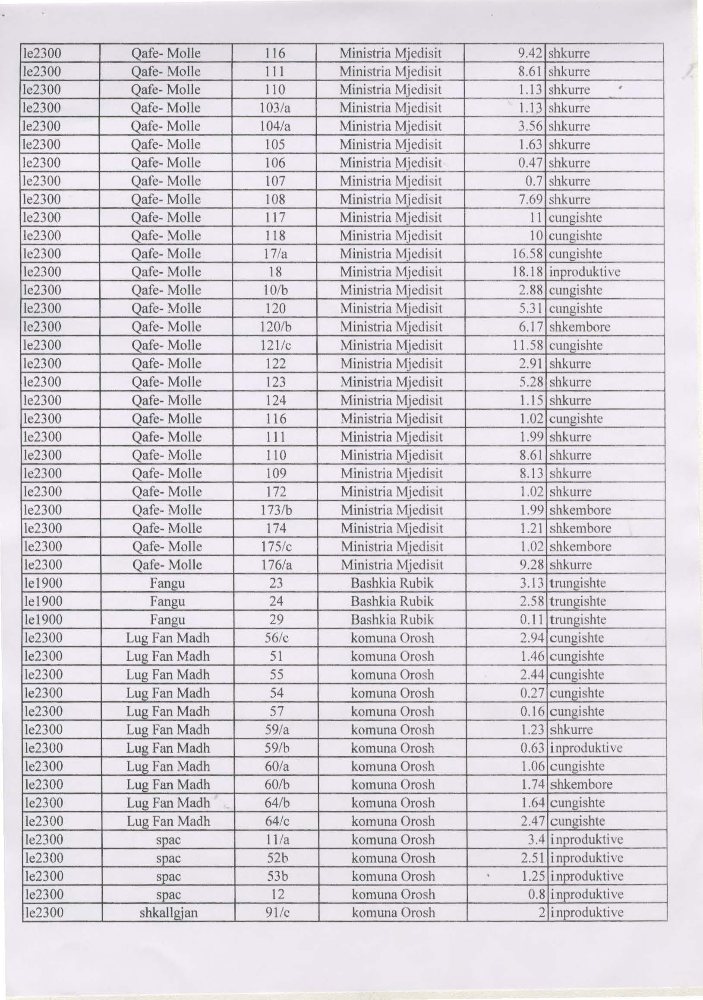 le2300 Qafe- Molle 116 Ministria Mjedisit 9.42 shkurre
le2300 Qafe- Molle 111 Ministria Mjedisit 8.61 shkurre
le2300 Qafe- Molle 110 Ministria Mjedisit 1.13 shkurre
le2300 Qafe- Molle 103/a Ministria Mjedisit 1.13 shkurre
le2300 Qafe- Molle 104/a Ministria Mjedisit 3.56 shkurre
le2300 Qafe- Molle 105 Ministria Mjedisit 1.63 shkurre
le2300 Qafe- Molle 106 Ministria Mjedisit 0.47 shkurre
le2300 Qafe- Molle 107 Ministria Mjedisit 0.7 shkurre
le2300 Qafe- Molle 108 Ministria Mjedisit 7.69 shkurre
le2300 Qafe- Molle 117 Ministria Mjedisit 11 cungishte
le2300 Qafe- Molle 118 Ministria Mjedisit 10 cungishte
le2300 Qafe- Molle 17/a Ministria Mjedisit 16.58 cungishte
le2300 Qafe- Molle 18 Ministria Mjedisit 18.18 inproduktive
le2300 Qafe- Molle 10/b Ministria Mjedisit 2.88 cungishte
le2300 Qafe- Molle 120 Ministria Mjedisit 5.31 cungishte
le2300 Qafe- Molle 120/b Ministria Mjedisit 6.17 shkembore
le2300 Qafe- Molle 121/c Ministria Mjedisit 11.58 cungishte
le2300 Qafe- Molle 122 Ministria Mjedisit 2.91 shkurre
le2300 Qafe- Molle 123 Ministria Mjedisit 5.28 shkurre
le2300 Qafe- Molle 124 Ministria Mjedisit 1.15 shkurre
le2300 Qafe- Molle 116 Ministria Mjedisit 1.02 cungishte
le2300 Qafe- Molle 111 Ministria Mjedisit 1.99 shkurre
le2300 Qafe- Molle 110 Ministria Mjedisit 8.61 shkurre
le2300 Qafe- Molle 109 Ministria Mjedisit 8.13 shkurre
le2300 Qafe- Molle 172 Ministria Mjedisit 1.02 shkurre
le2300 Qafe- Molle 173/b Ministria Mjedisit 1.99 shkembore
le2300 Qafe- Molle 174 Ministria Mjedisit 1.21 shkembore
le2300 Qafe- Molle 175/c Ministria Mjedisit 1.02 shkembore
le2300 Qafe- Molle 176/a Ministria Mjedisit 9.28 shkurre
le1900 Fangu 23 Bashkia Rubik 3.13 trungishte
le1900 Fangu 24 Bashkia Rubik 2.58 trungishte
le1900 Fangu 29 Bashkia Rubik 0.11 trungishte
le2300 Lug Fan Madh 56/c komuna Orosh 2.94 cungishte
le2300 Lug Fan Madh 51 komuna Orosh 1.46 cungishte
le2300 Lug Fan Madh 55 komuna Orosh 2.44 cungishte
le2300 Lug Fan Madh 54 komuna Orosh 0.27 cungishte
le2300 Lug Fan Madh 57 komuna Orosh 0.16 cungishte
le2300 Lug Fan Madh 59/a komuna Orosh 1.23 shkurre
le2300 Lug Fan Madh 59/b komuna Orosh 0.63 inproduktive
le2300 Lug Fan Madh 60/a komuna Orosh 1.06 cungishte
le2300 Lug Fan Madh 60/b komuna Orosh 1.74 shkembore
le2300 Lug Fan Madh 64/b komuna Orosh 1.64 cungishte
le2300 Lug Fan Madh 64/c komuna Orosh 2.47 cungishte
le2300 spac 11/a komuna Orosh 3.4 inproduktive
le2300 spac 52b komuna Orosh 2.51 inproduktive
le2300 spac 53b komuna Orosh 1.25 inproduktive
le2300 spac 12 komuna Orosh 0.8 inproduktive
le2300 shkallgjan 91/c komuna Orosh 2 inproduktive